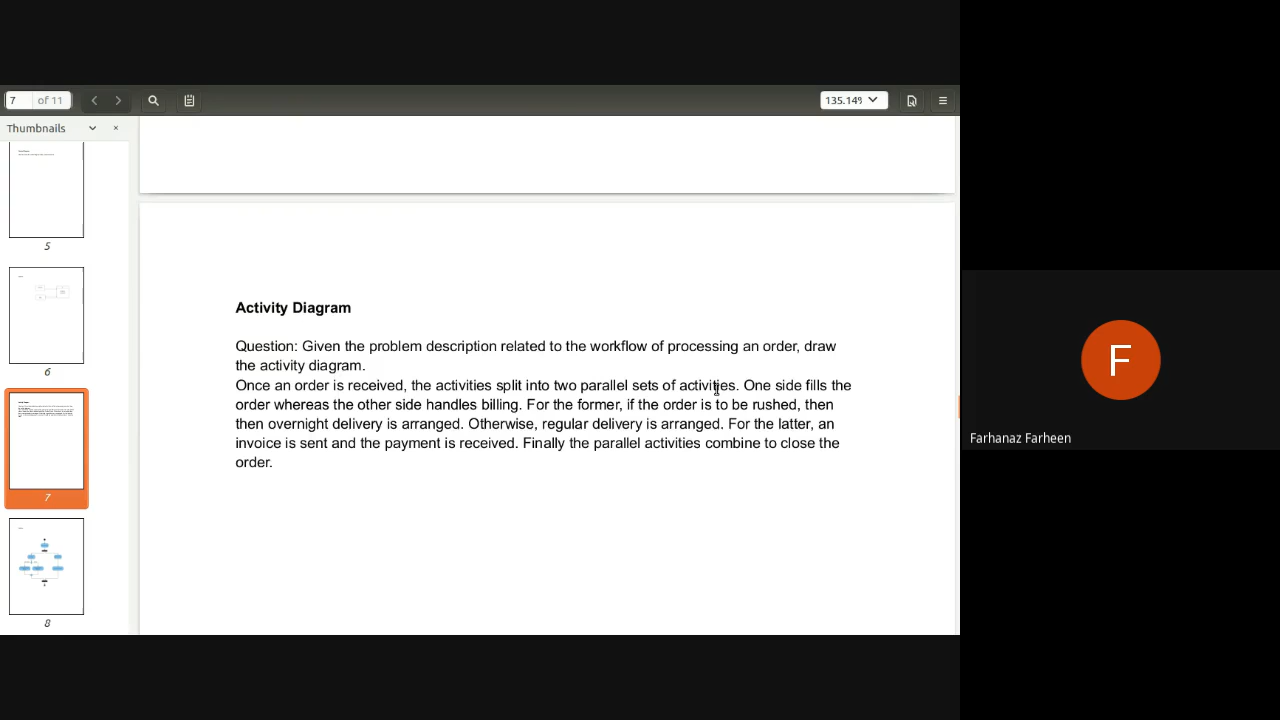 7 of 11
135.14%
Thumbnails
5
6
7
8
Activity Diagram
Question: Given the problem description related to the workflow of processing an order, draw
the activity diagram.
Once an order is received, the activities split into two parallel sets of activities. One side fills the
order whereas the other side handles billing. For the former, if the order is to be rushed, then
then overnight delivery is arranged. Otherwise, regular delivery is arranged. For the latter, an
invoice is sent and the payment is received. Finally the parallel activities combine to close the
order.
F
Farhanaz Farheen